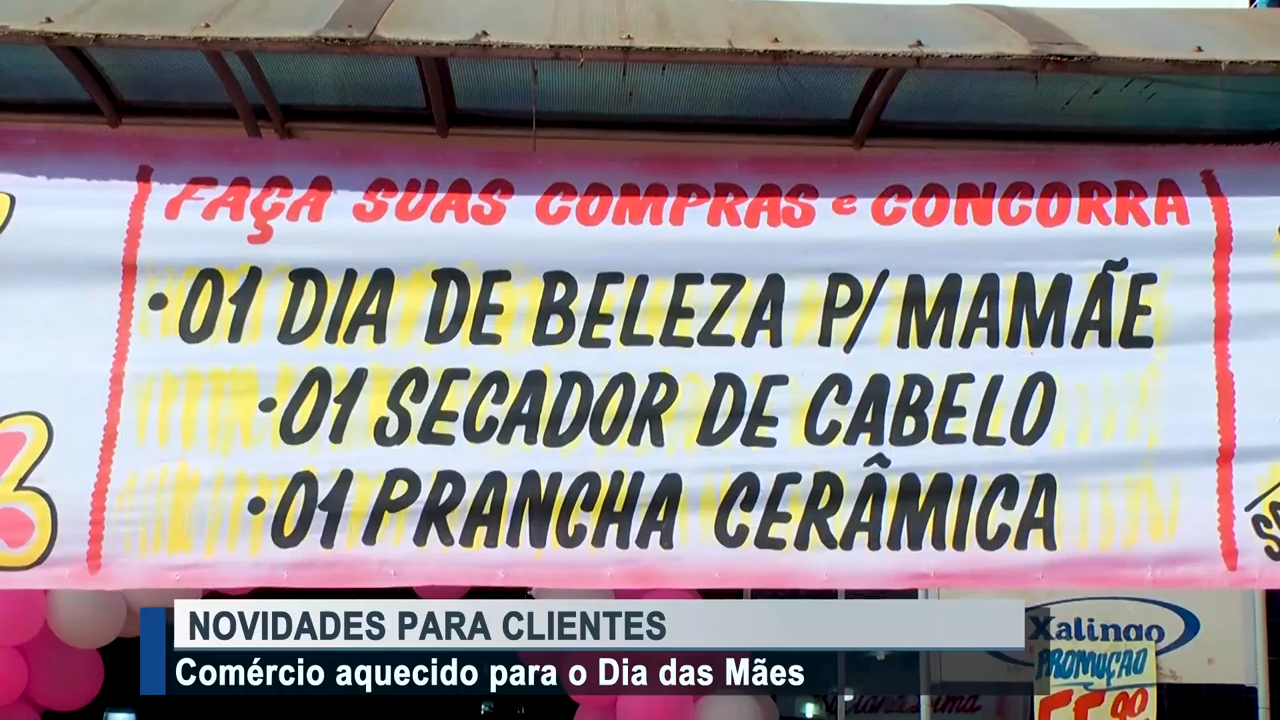 FAÇA SUAS COMPRAS e CONCORRA
·01 DIA DE BELEZA P/ MAMÃE
·01 SECADOR DE CABELO
·01 PRANCHA CERÂMICA
NOVIDADES PARA CLIENTES
Comércio aquecido para o Dia das Mães
Xalingo
PROMOÇÃO